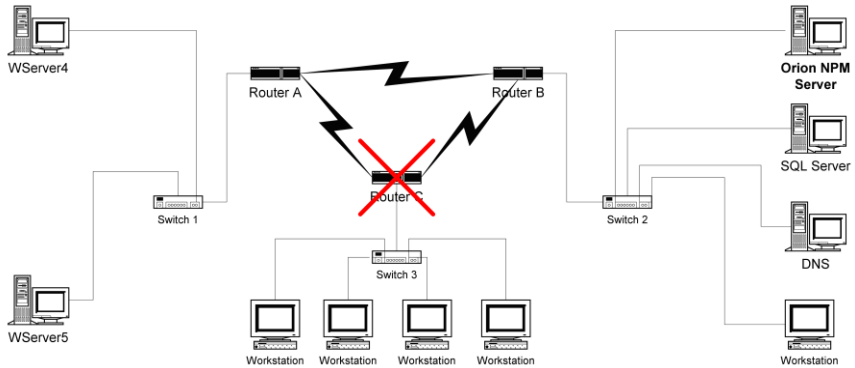 WServer4
Router A
Router B
Orion NPM
Server
SQL Server
Router C
Switch 1
Switch 2
Switch 3
DNS
WServer5
Workstation
Workstation
Workstation
Workstation
Workstation